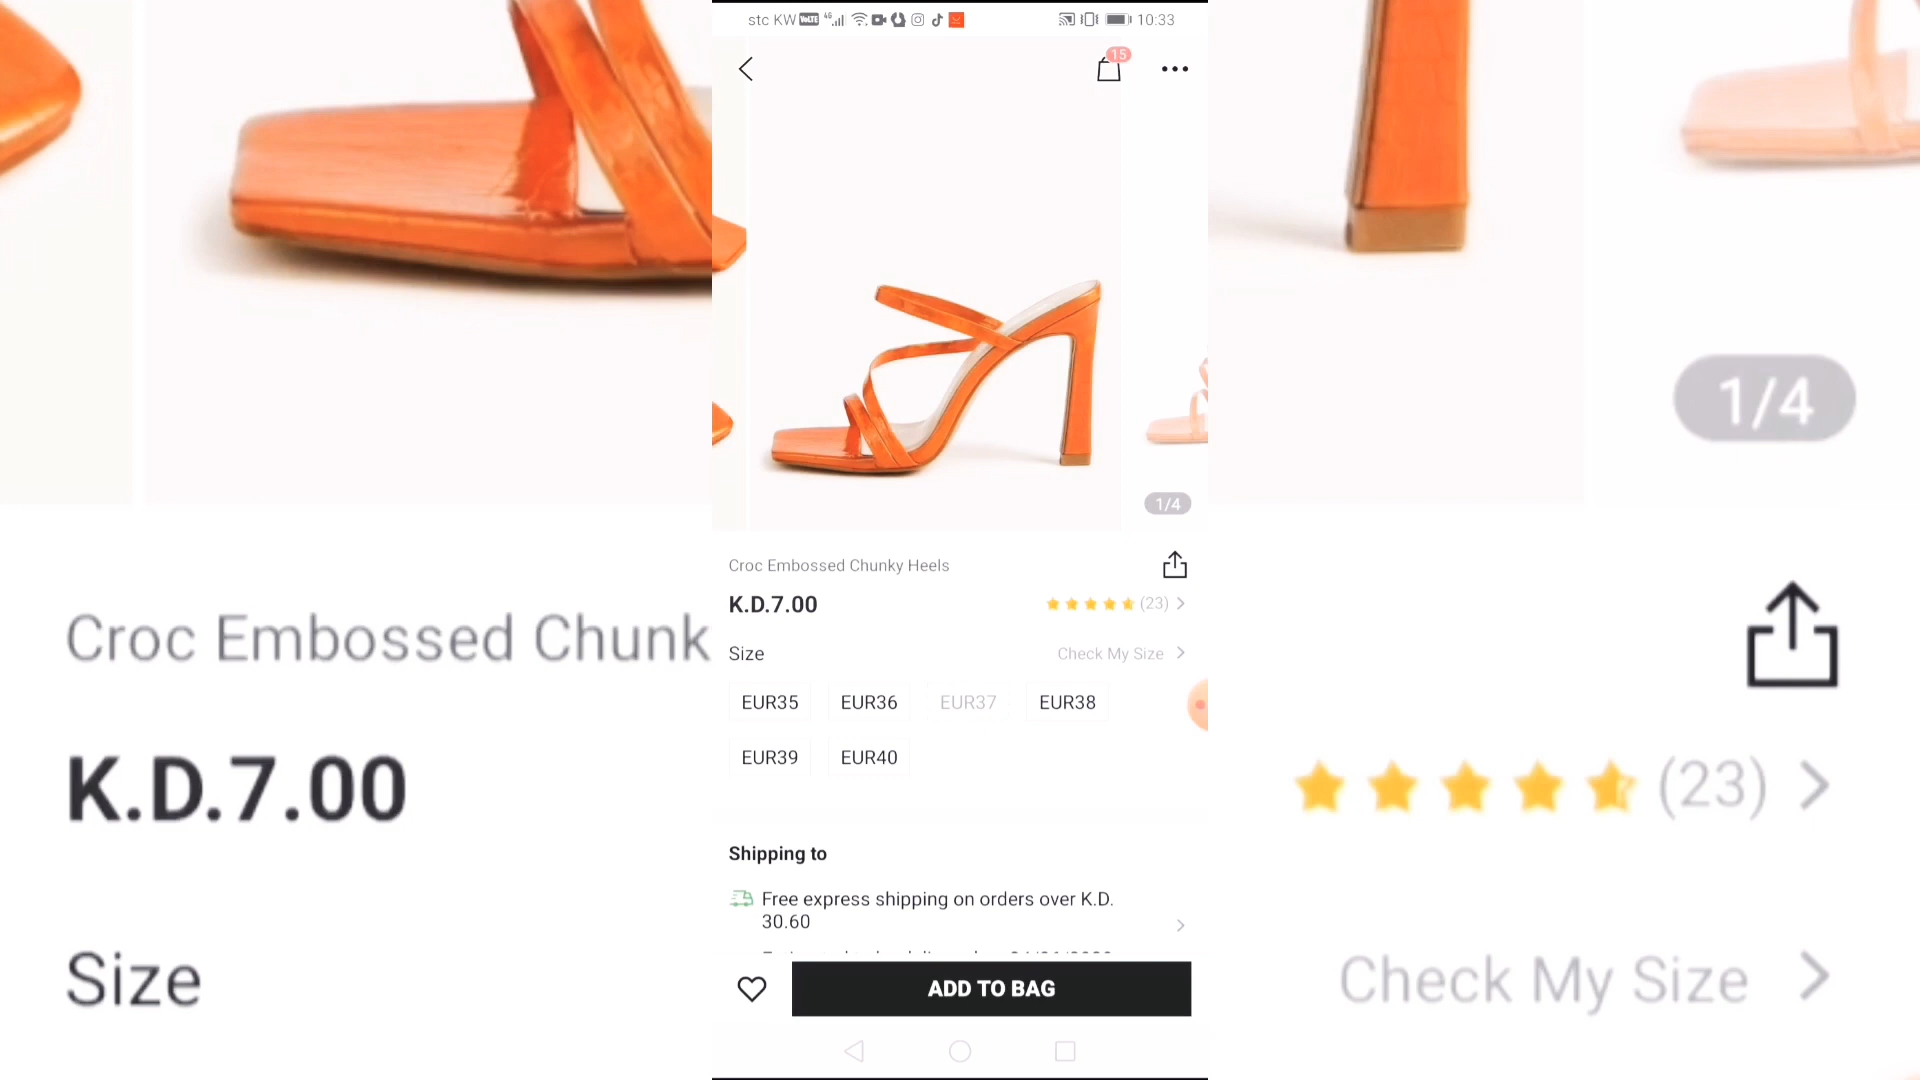 stc KW VoLTE 4G 10:33
15
1/4
Croc Embossed Chunky Heels
K.D.7.00 (23)
Size Check My Size
EUR35 EUR36 EUR37 EUR38
EUR39 EUR40
Shipping to
Free express shipping on orders over K.D.
30.60
ADD TO BAG
1/4
Croc Embossed Chunk
K.D.7.00 (23)
Size Check My Size